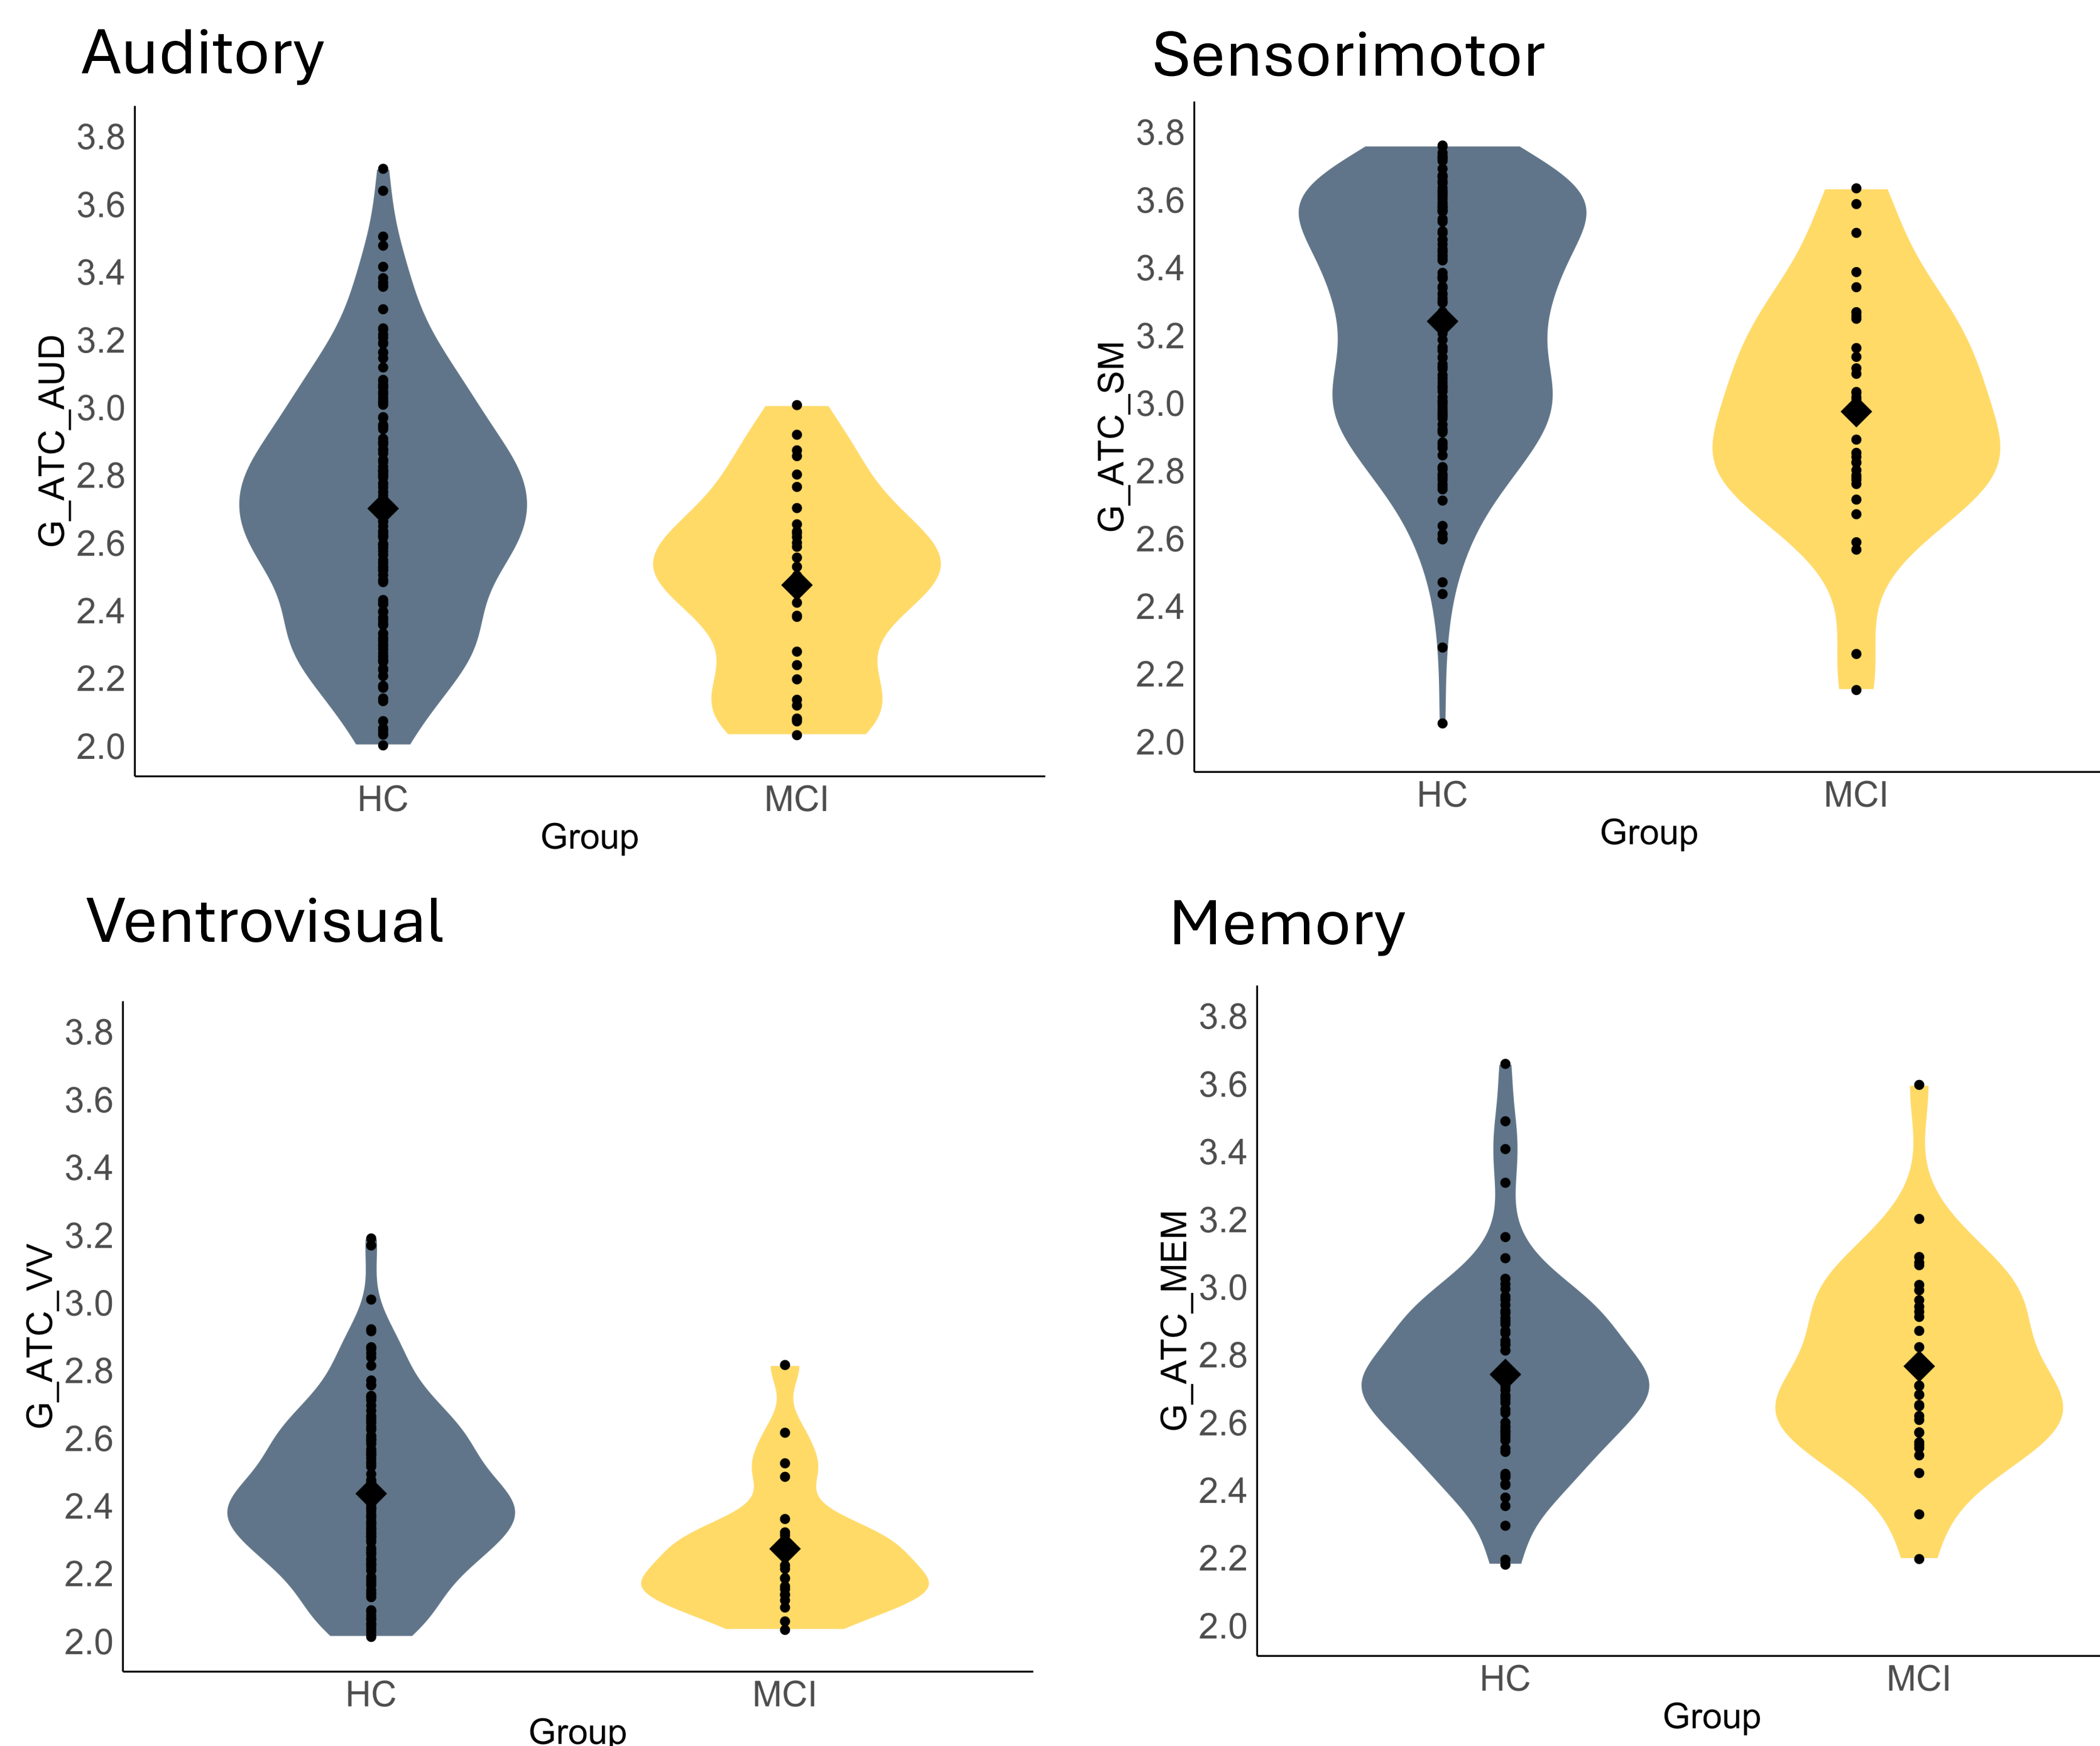 Auditory
3.8
3.6
3.4
3.2
3.0
2.8
2.6
2.4
2.2
2.0
G_ATC_AUD
HC MCI
Group
Sensorimotor
3.8
3.6
3.4
3.2
3.0
2.8
2.6
2.4
2.2
2.0
G_ATC_SM
HC MCI
Group
Ventrovisual
3.8
3.6
3.4
3.2
3.0
2.8
2.6
2.4
2.2
2.0
G_ATC_VV
HC MCI
Group
Memory
3.8
3.6
3.4
3.2
3.0
2.8
2.6
2.4
2.2
2.0
G_ATC_MEM
HC MCI
Group